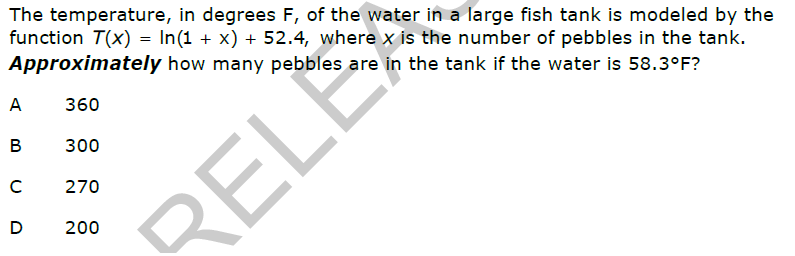 The temperature, in degrees F, of the water in a large fish tank is modeled by the
function T(x) = ln(1 + x) + 52.4, where x is the number of pebbles in the tank.
Approximately how many pebbles are in the tank if the water is 58.3°F?
A 360
B 300
C 270
D 200
RELEA